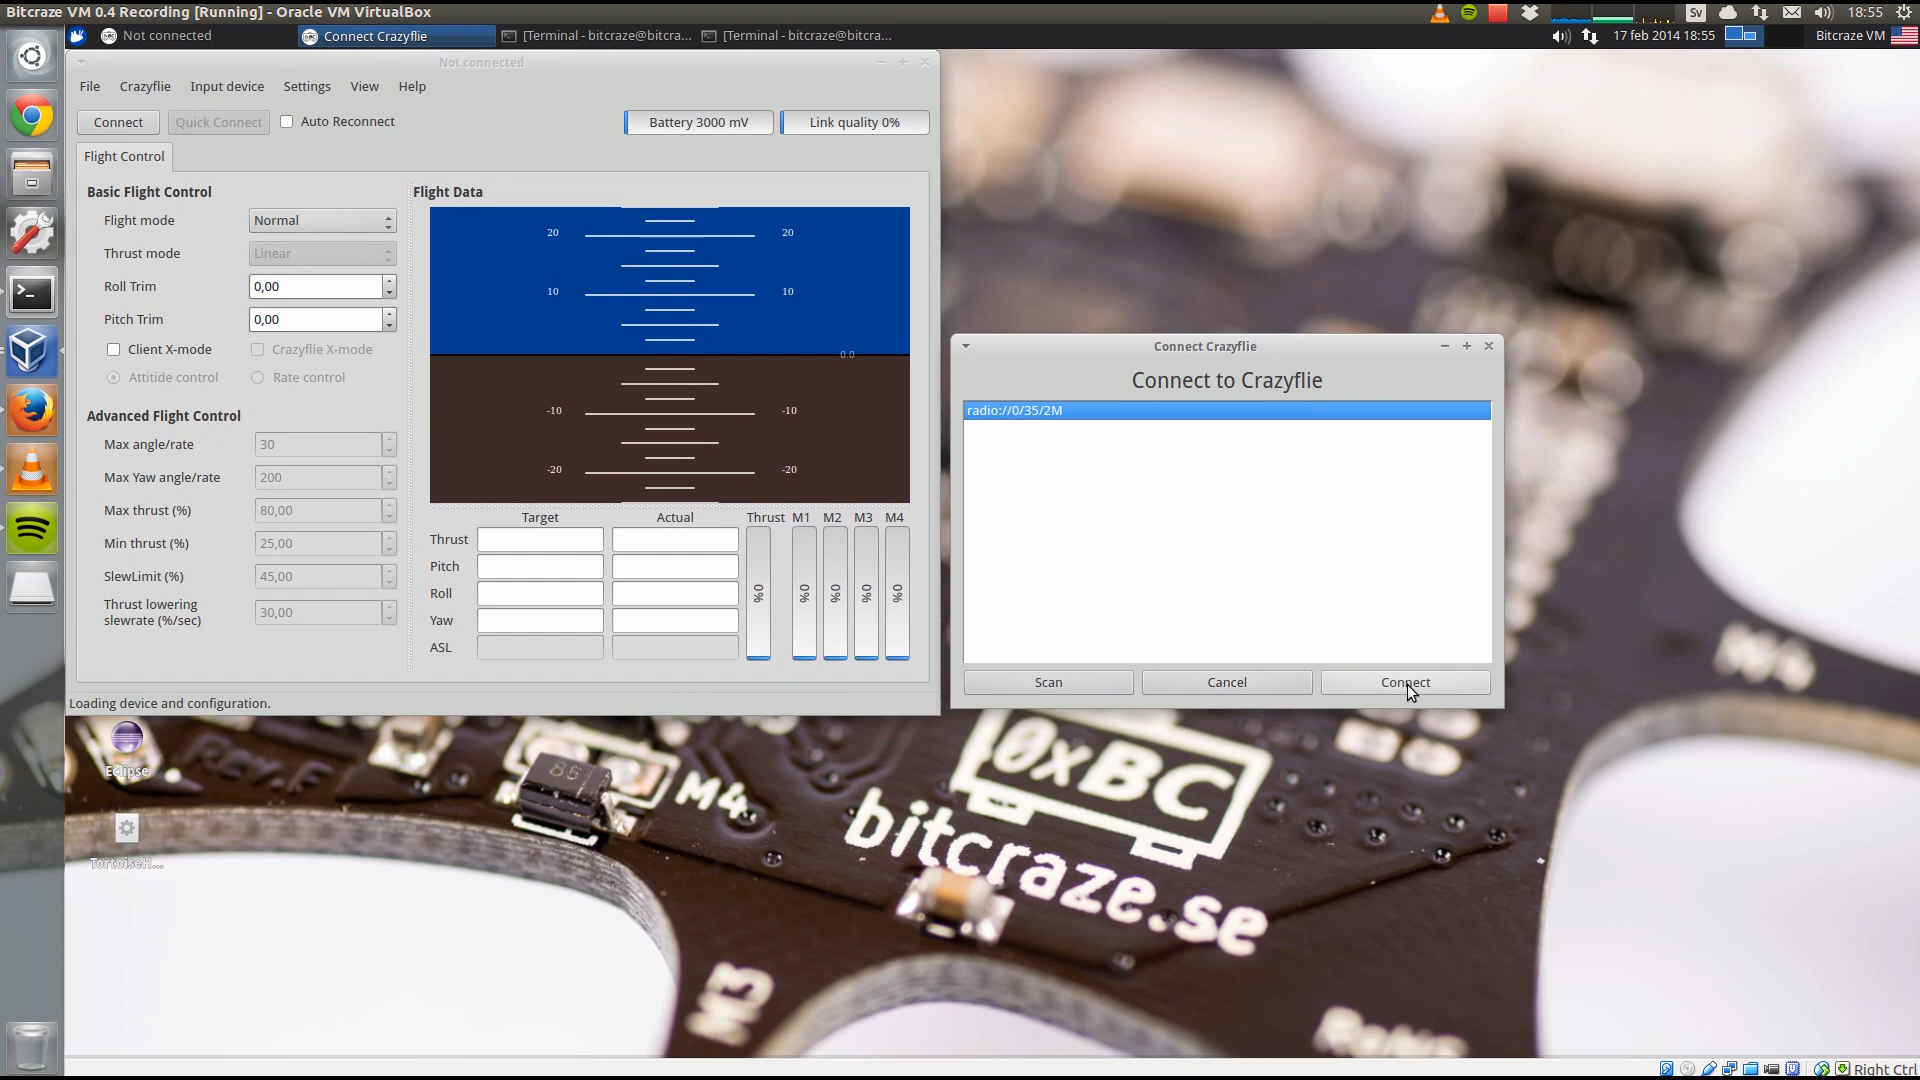 Bitcraze VM 0.4 Recording [Running] - Oracle VM VirtualBox
Sv
18:55
Not connected
Connect Crazyflie
[Terminal - bitcraze@bitcra...
[Terminal - bitcraze@bitcra...
17 feb 2014 18:55
Bitcraze VM
Not connected
File
Crazyflie
Input device
Settings
View
Help
Connect
Quick Connect
Auto Reconnect
Battery 3000 mV
Link quality 0%
Flight Control
Basic Flight Control
Flight mode
Normal
Thrust mode
Linear
Roll Trim
0,00
Pitch Trim
0,00
Client X-mode
Crazyflie X-mode
Attitide control
Rate control
Advanced Flight Control
Max angle/rate
30
Max Yaw angle/rate
200
Max thrust (%)
80,00
Min thrust (%)
25,00
SlewLimit (%)
45,00
Thrust lowering
slewrate (%/sec)
30,00
Flight Data
20
20
10
10
0.0
-10
-10
-20
-20
Target
Actual
Thrust
M1
M2
M3
M4
Thrust
Pitch
Roll
Yaw
ASL
0%
0%
0%
0%
0%
Loading device and configuration.
Connect Crazyflie
Connect to Crazyflie
radio://0/35/2M
Scan
Cancel
Connect
Eclipse
TortoiseH...
Rev.F
86
M4
0xBC
bitcraze.se
M3
Right Ctrl